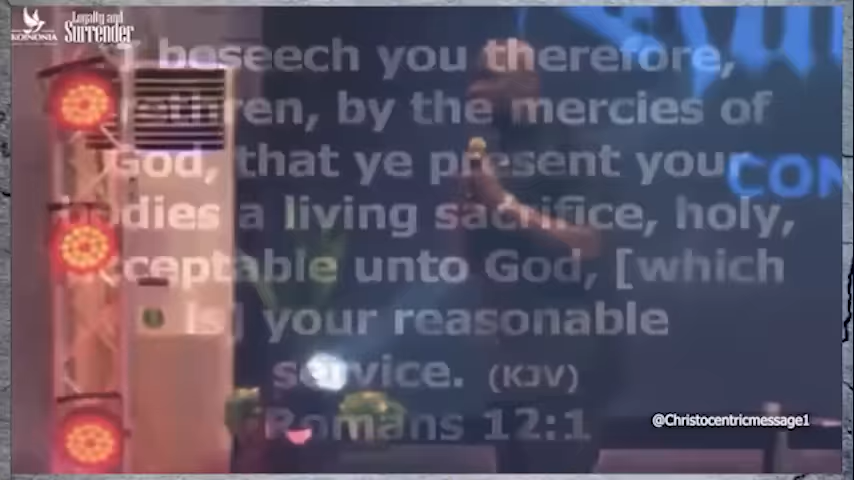 KOINONIA
Loyalty and
Surrender
I beseech you therefore,
brethren, by the mercies of
God, that ye present your
bodies a living sacrifice, holy,
acceptable unto God, [which
is] your reasonable
service. (KJV)
Romans 12:1
CON
@Christocentricmessage1